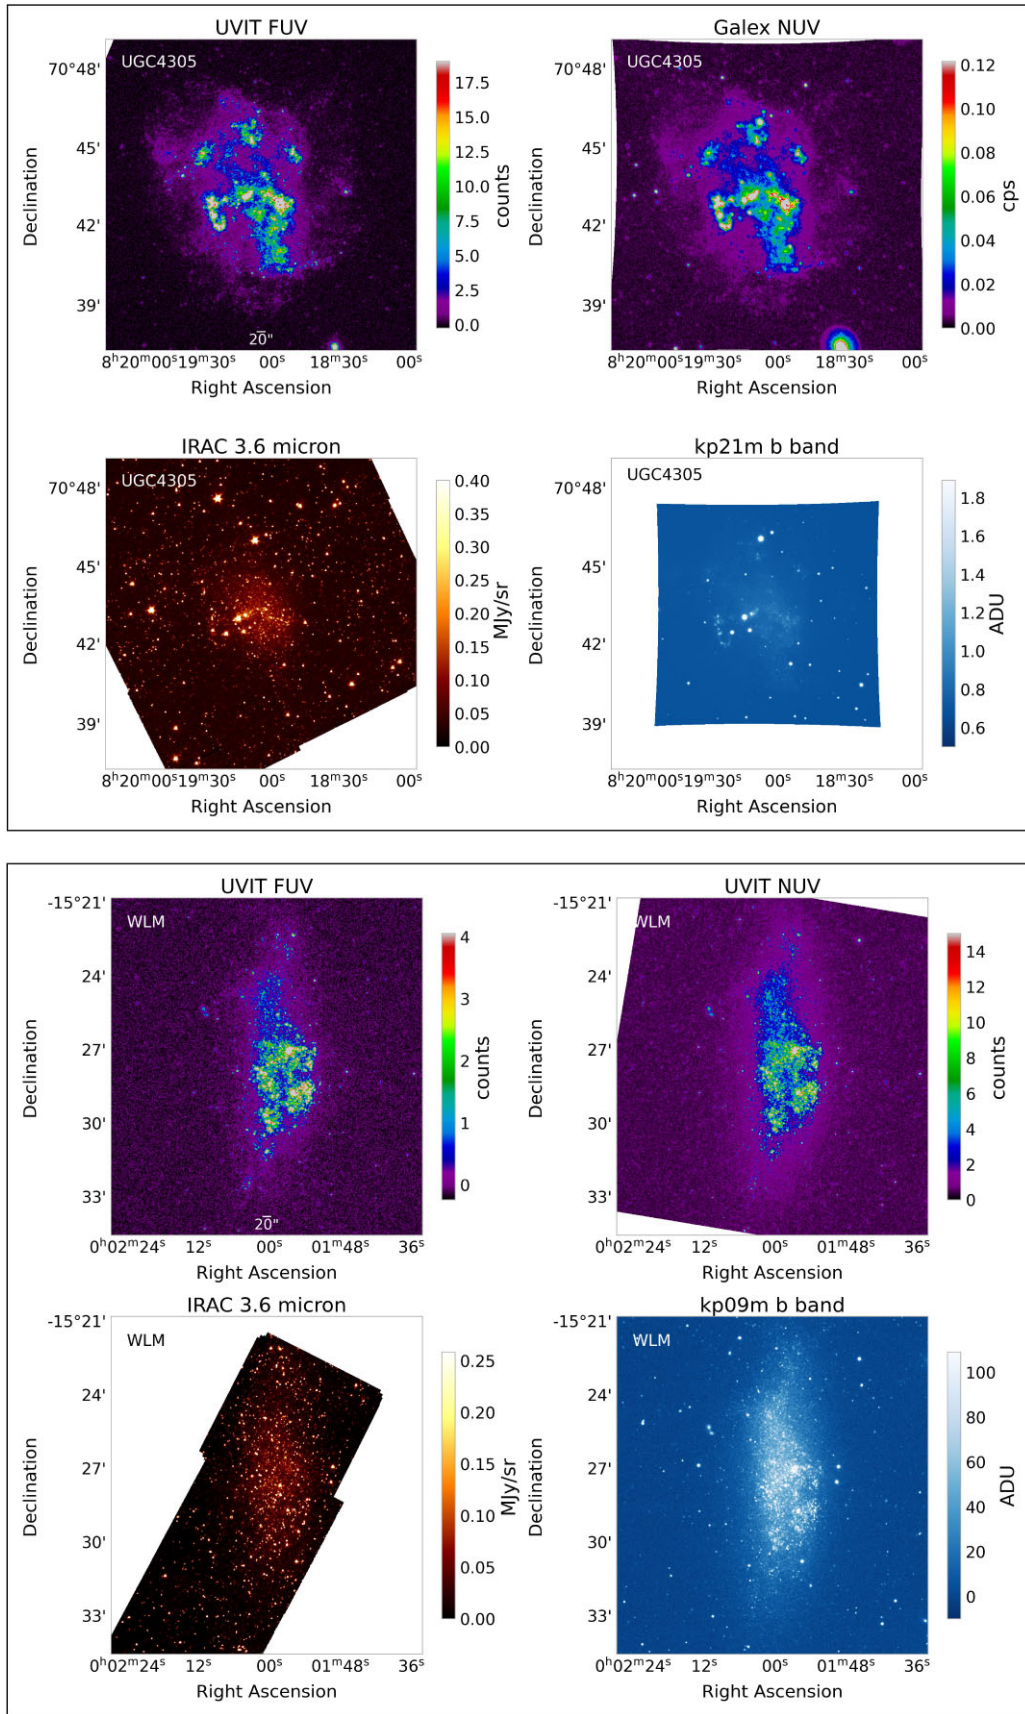 UVIT FUV
UGC4305
70°48'
45'
42'
39'
Declination
20"
8ʰ20ᵐ00ˢ19ᵐ30ˢ 00ˢ 18ᵐ30ˢ 00ˢ
Right Ascension
17.5
15.0
12.5
10.0
7.5
5.0
2.5
0.0
counts
Galex NUV
UGC4305
70°48'
45'
42'
39'
Declination
8ʰ20ᵐ00ˢ19ᵐ30ˢ 00ˢ 18ᵐ30ˢ 00ˢ
Right Ascension
0.12
0.10
0.08
0.06
0.04
0.02
0.00
cps
IRAC 3.6 micron
UGC4305
70°48'
45'
42'
39'
Declination
8ʰ20ᵐ00ˢ19ᵐ30ˢ 00ˢ 18ᵐ30ˢ 00ˢ
Right Ascension
0.40
0.35
0.30
0.25
0.20
0.15
0.10
0.05
0.00
MJy/sr
kp21m b band
UGC4305
70°48'
45'
42'
39'
Declination
8ʰ20ᵐ00ˢ19ᵐ30ˢ 00ˢ 18ᵐ30ˢ 00ˢ
Right Ascension
1.8
1.6
1.4
1.2
1.0
0.8
0.6
ADU
UVIT FUV
WLM
-15°21'
24'
27'
30'
33'
Declination
20"
0ʰ02ᵐ24ˢ 12ˢ 00ˢ 01ᵐ48ˢ 36ˢ
Right Ascension
4
3
2
1
0
counts
UVIT NUV
WLM
-15°21'
24'
27'
30'
33'
Declination
0ʰ02ᵐ24ˢ 12ˢ 00ˢ 01ᵐ48ˢ 36ˢ
Right Ascension
14
12
10
8
6
4
2
0
counts
IRAC 3.6 micron
WLM
-15°21'
24'
27'
30'
33'
Declination
0ʰ02ᵐ24ˢ 12ˢ 00ˢ 01ᵐ48ˢ 36ˢ
Right Ascension
0.25
0.20
0.15
0.10
0.05
0.00
MJy/sr
kp09m b band
WLM
-15°21'
24'
27'
30'
33'
Declination
0ʰ02ᵐ24ˢ 12ˢ 00ˢ 01ᵐ48ˢ 36ˢ
Right Ascension
100
80
60
40
20
0
ADU